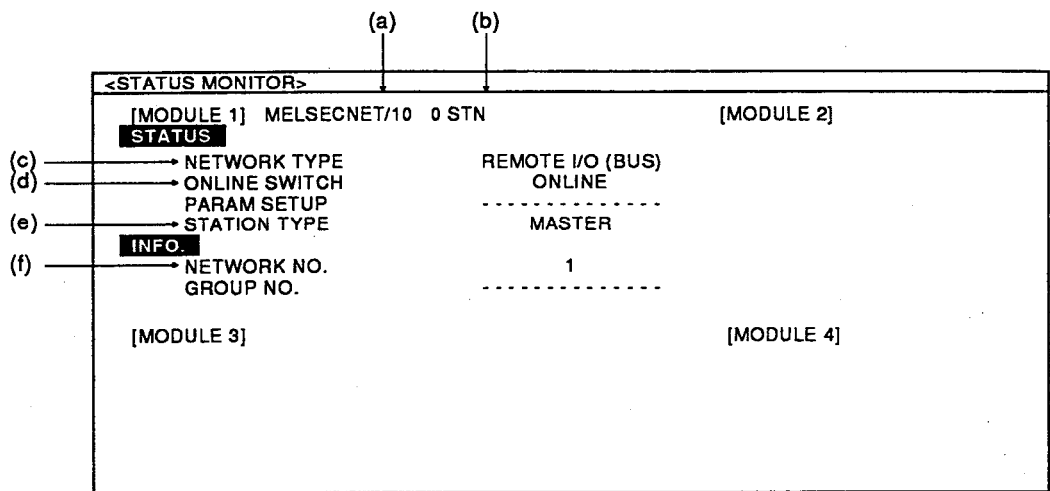 (a) (b)
<STATUS MONITOR>
[MODULE 1] MELSECNET/10 0 STN [MODULE 2]
STATUS
(c) NETWORK TYPE REMOTE I/O (BUS)
(d) ONLINE SWITCH ONLINE
PARAM SETUP - - - - - - - - - - - - - -
(e) STATION TYPE MASTER
INFO.
(f) NETWORK NO. 1
GROUP NO. - - - - - - - - - - - - - -
[MODULE 3] [MODULE 4]